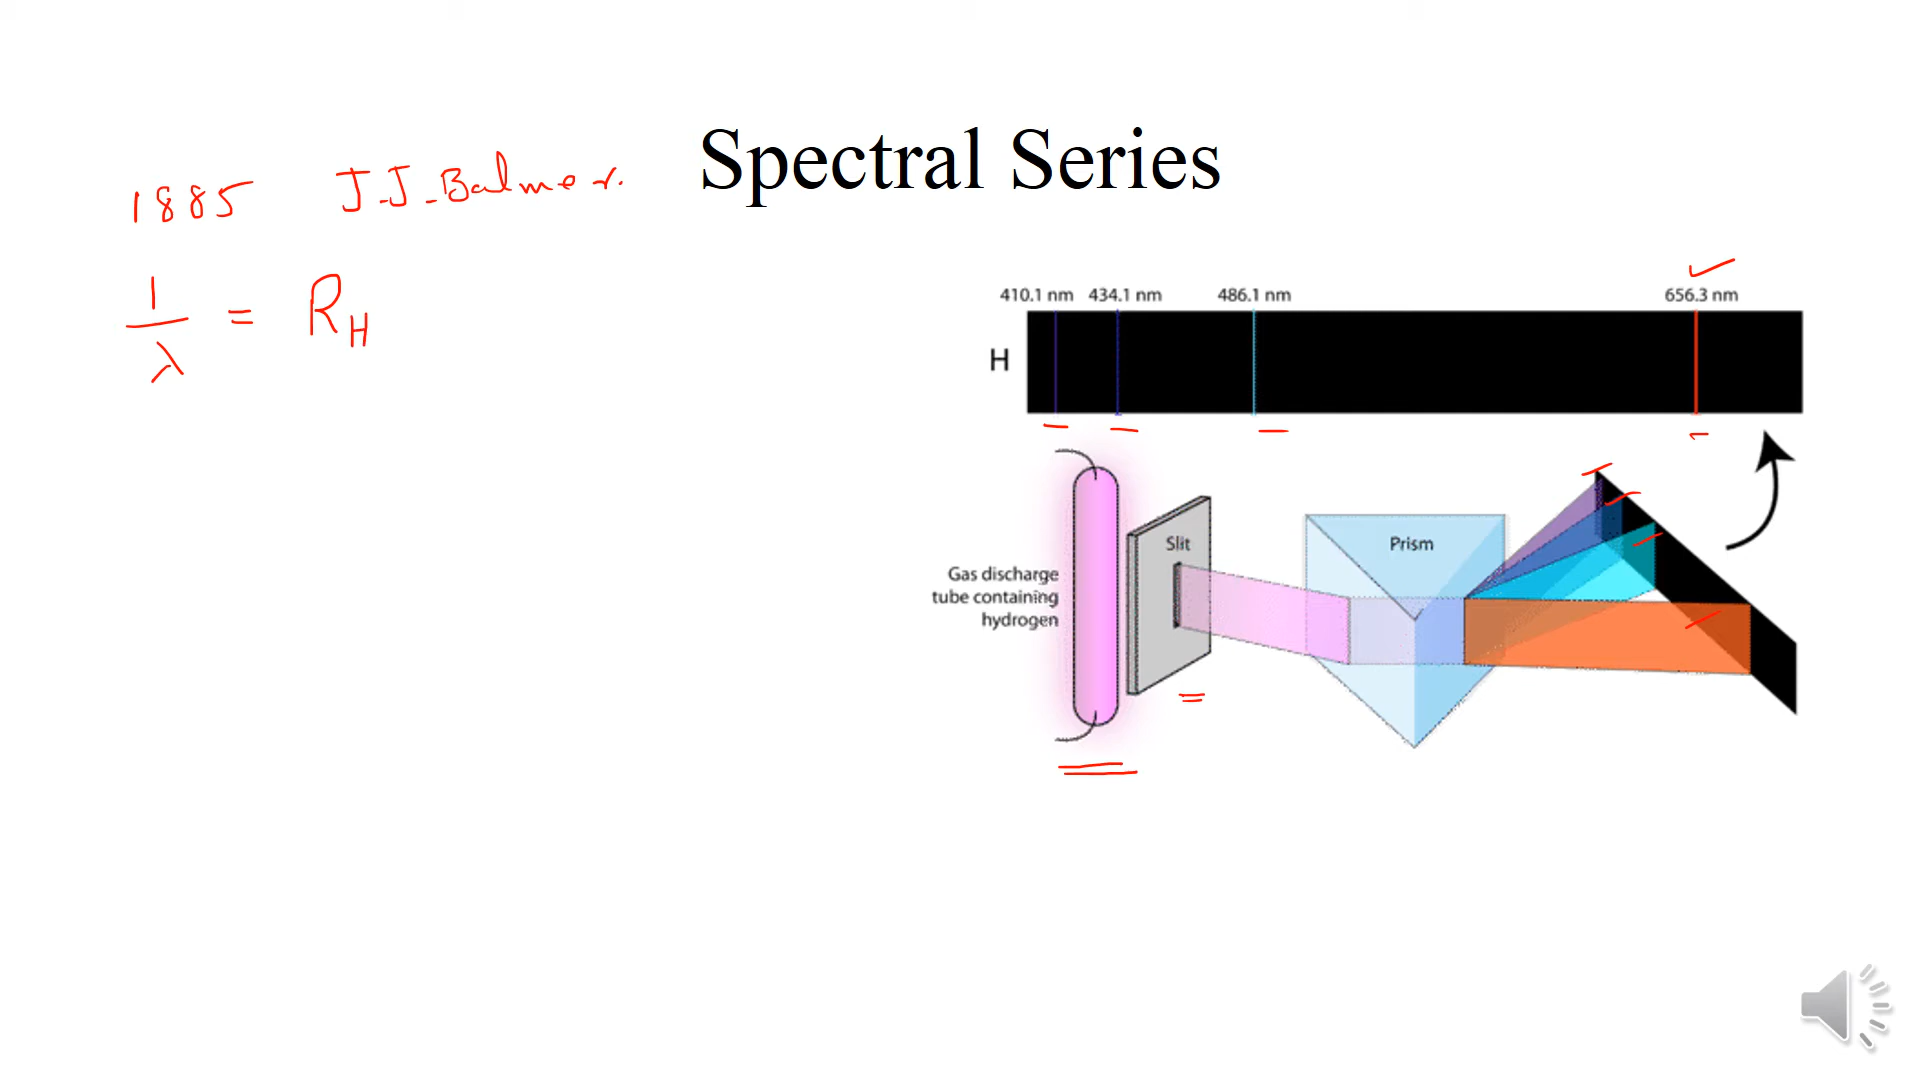 Spectral Series
1885 J.J. Balmer.
1/λ = R_H
410.1 nm 434.1 nm 486.1 nm 656.3 nm
H
Slit
Prism
Gas discharge
tube containing
hydrogen